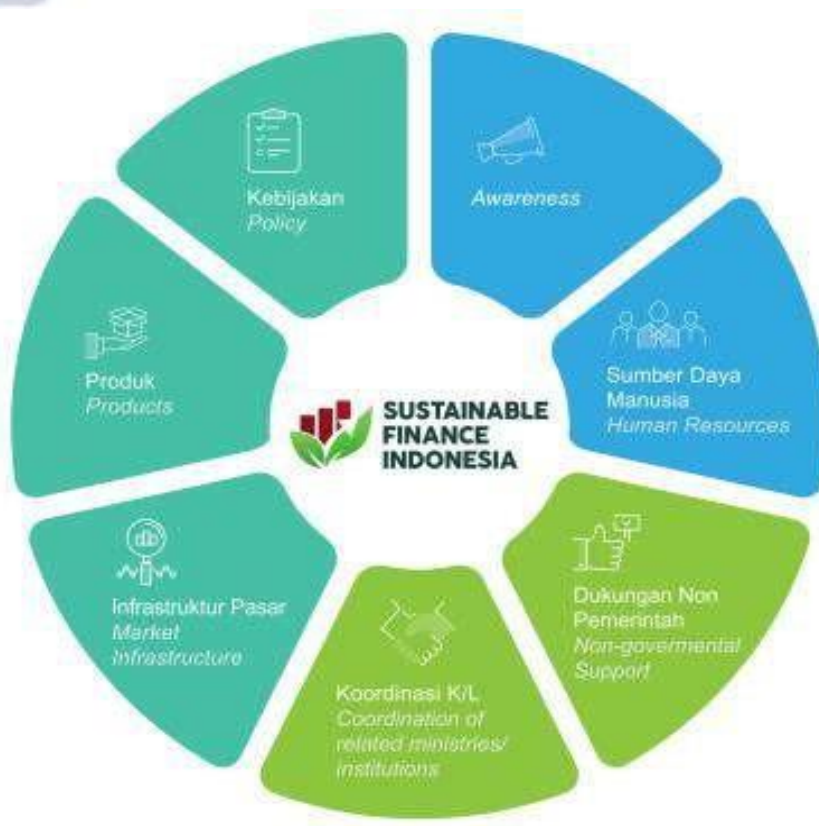 Kebijakan
Policy
Awareness
Produk
Products
Sumber Daya
Manusia
Human Resources
SUSTAINABLE
FINANCE
INDONESIA
Infrastruktur Pasar
Market
Infrastructure
Dukungan Non
Pemerintah
Non-govermental
Support
Koordinasi K/L
Coordination of
related ministries/
institutions